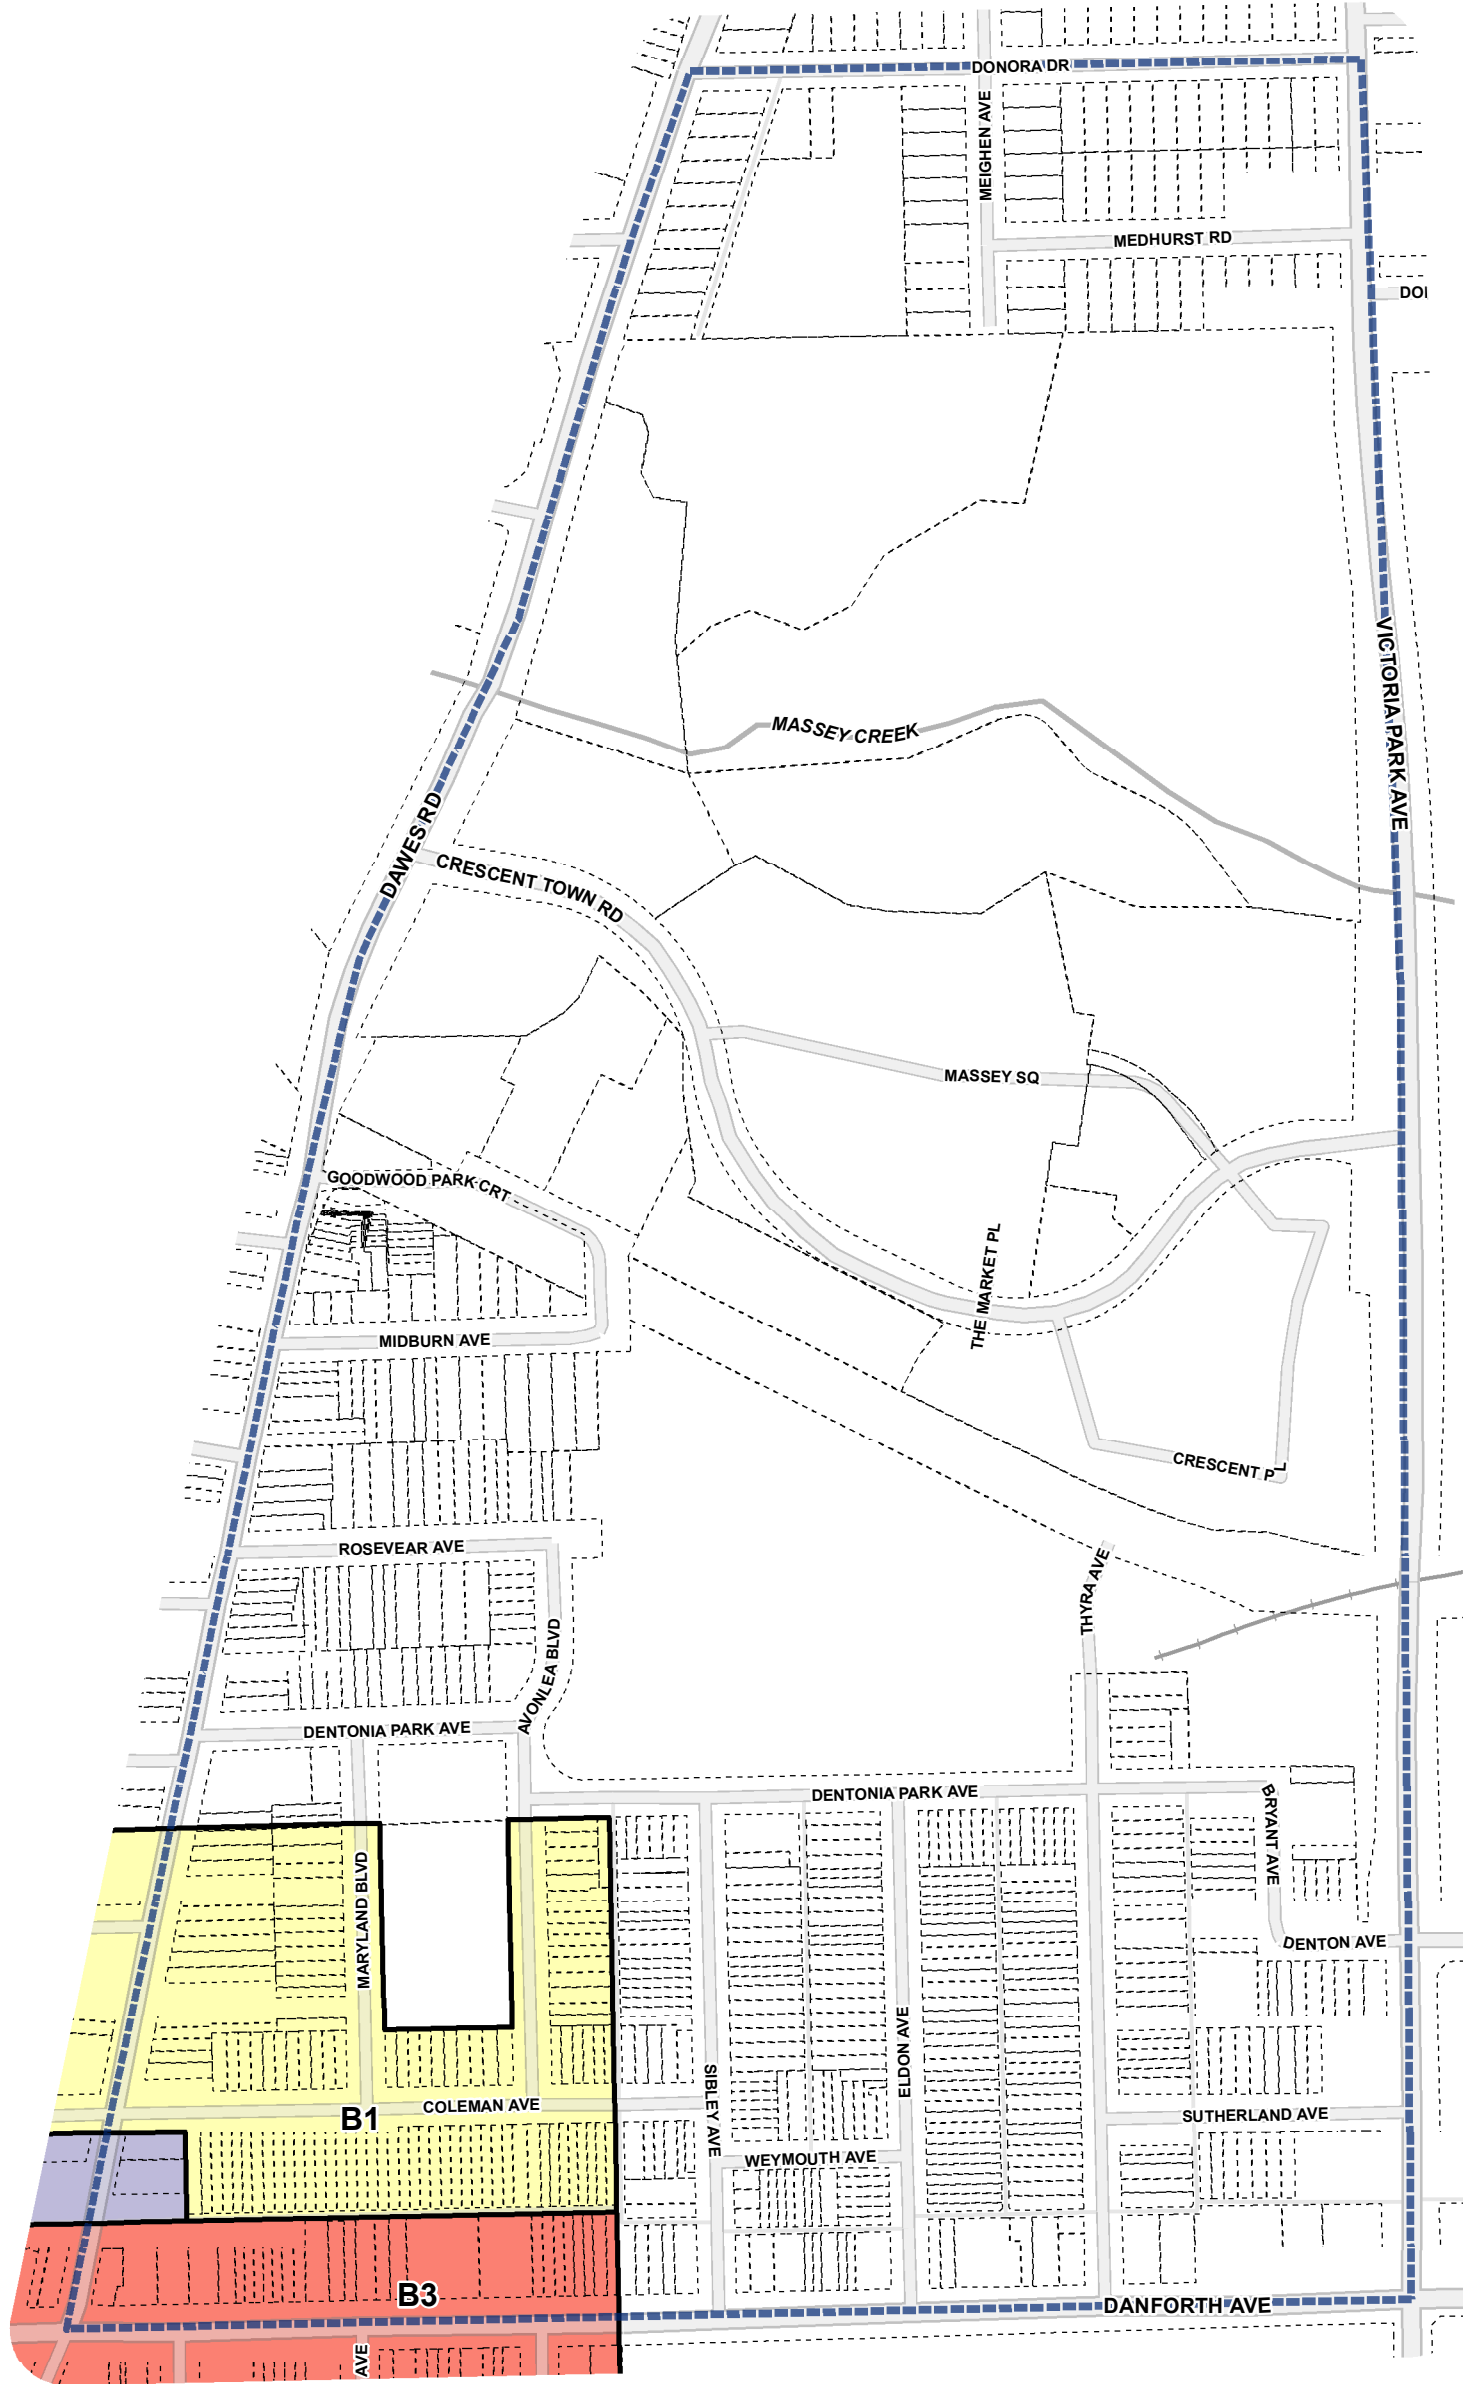 DONORA DR
MEIGHEN AVE
MEDHURST RD
DOI
VICTORIA PARK AVE
MASSEY CREEK
DAWES RD
CRESCENT TOWN RD
MASSEY SQ
GOODWOOD PARK CRT
THE MARKET PL
MIDBURN AVE
CRESCENT PL
ROSEVEAR AVE
THYRA AVE
AVONLEA BLVD
DENTONIA PARK AVE
DENTONIA PARK AVE
BRYANT AVE
MARYLAND BLVD
DENTON AVE
ELDON AVE
SIBLEY AVE
COLEMAN AVE
B1
SUTHERLAND AVE
WEYMOUTH AVE
B3
DANFORTH AVE
AVE